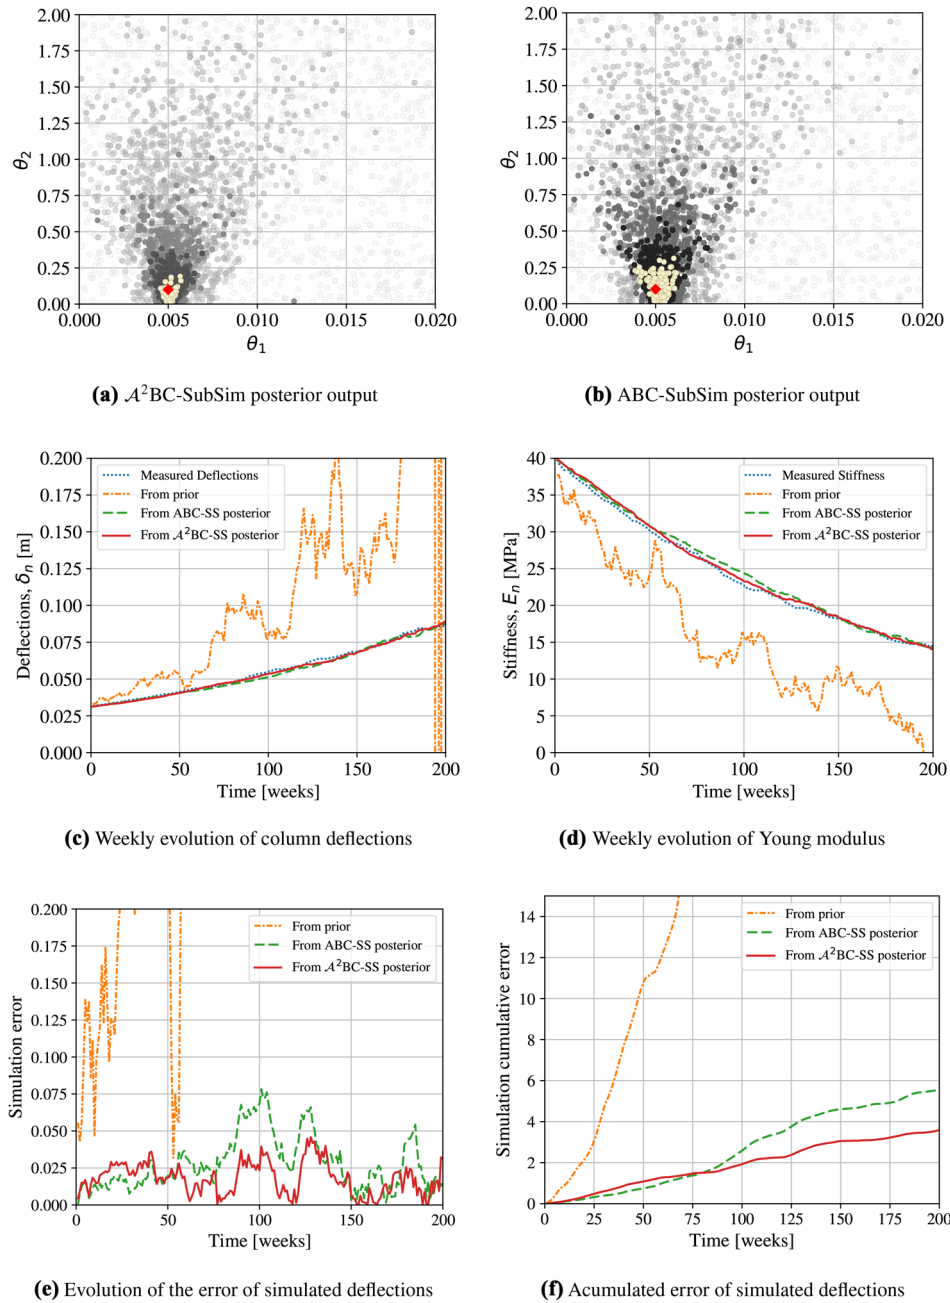 2.00
1.75
1.50
1.25
1.00
0.75
0.50
0.25
0.00
θ2
0.000 0.005 0.010 0.015 0.020
θ1
(a) A²BC-SubSim posterior output
2.00
1.75
1.50
1.25
1.00
0.75
0.50
0.25
0.00
θ2
0.000 0.005 0.010 0.015 0.020
θ1
(b) ABC-SubSim posterior output
0.200
0.175
0.150
0.125
0.100
0.075
0.050
0.025
0.000
Deflections, δn [m]
Measured Deflections
From prior
From ABC-SS posterior
From A²BC-SS posterior
0 50 100 150 200
Time [weeks]
(c) Weekly evolution of column deflections
40
35
30
25
20
15
10
5
0
Stiffness, En [MPa]
Measured Stiffness
From prior
From ABC-SS posterior
From A²BC-SS posterior
0 50 100 150 200
Time [weeks]
(d) Weekly evolution of Young modulus
0.200
0.175
0.150
0.125
0.100
0.075
0.050
0.025
0.000
Simulation error
From prior
From ABC-SS posterior
From A²BC-SS posterior
0 50 100 150 200
Time [weeks]
(e) Evolution of the error of simulated deflections
14
12
10
8
6
4
2
0
Simulation cumulative error
From prior
From ABC-SS posterior
From A²BC-SS posterior
0 25 50 75 100 125 150 175 200
Time [weeks]
(f) Acumulated error of simulated deflections